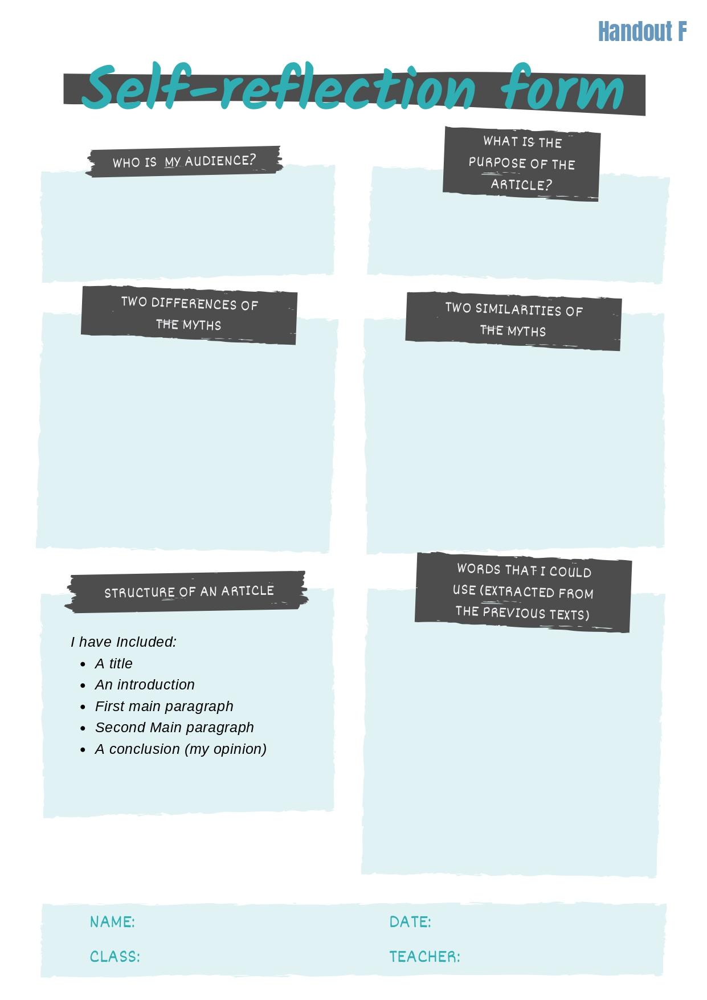 Handout F
Self-reflection form
WHO IS MY AUDIENCE?
WHAT IS THE
PURPOSE OF THE
ARTICLE?
TWO DIFFERENCES OF
THE MYTHS
TWO SIMILARITIES OF
THE MYTHS
STRUCTURE OF AN ARTICLE
I have Included:
• A title
• An introduction
• First main paragraph
• Second Main paragraph
• A conclusion (my opinion)
WORDS THAT I COULD
USE (EXTRACTED FROM
THE PREVIOUS TEXTS)
NAME:
DATE:
CLASS:
TEACHER: